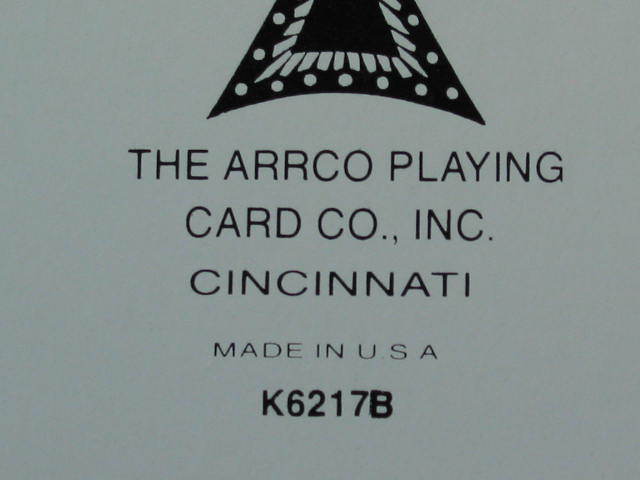 THE ARRCO PLAYING
CARD CO., INC.
CINCINNATI
MADE IN U.S A
K6217B